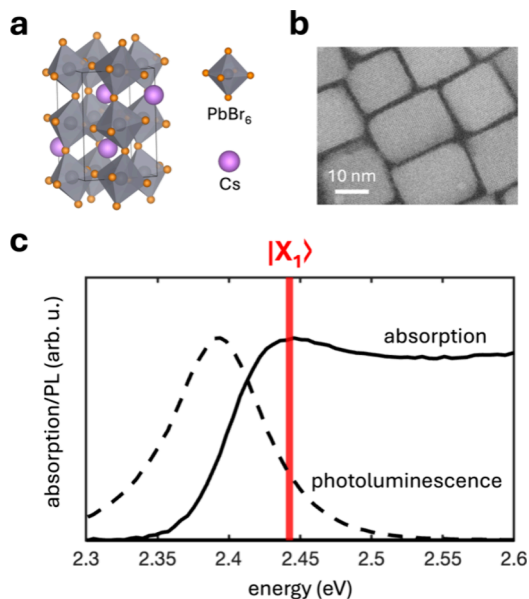 a
b
PbBr6
Cs
10 nm
c
|X1⟩
absorption
photoluminescence
absorption/PL (arb. u.)
2.3
2.35
2.4
2.45
2.5
2.55
2.6
energy (eV)